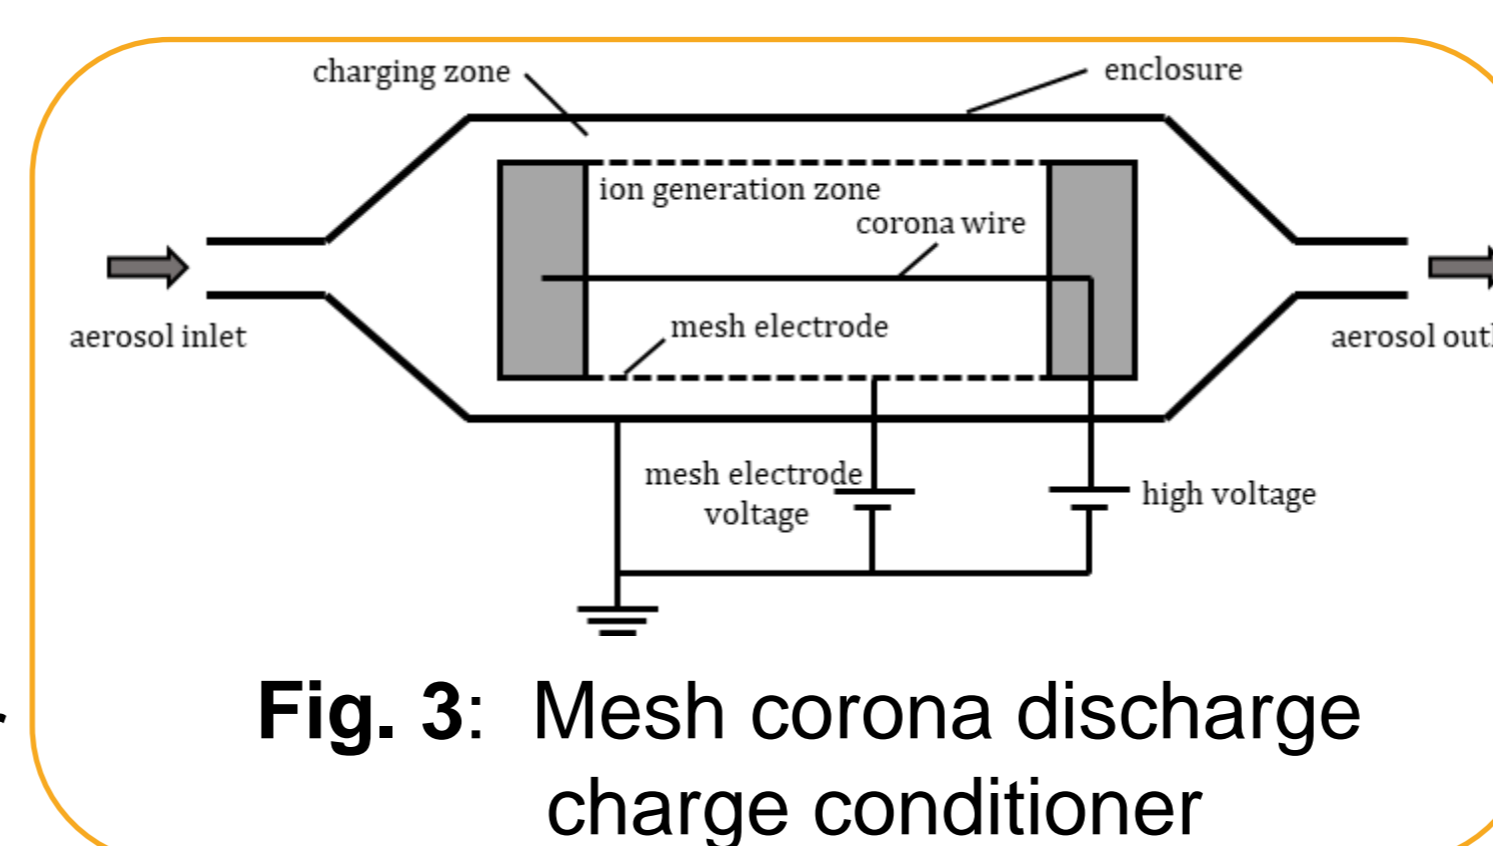 charging zone
enclosure
ion generation zone
corona wire
mesh electrode
aerosol inlet
aerosol
mesh electrode
voltage
high voltage
Fig. 3: Mesh corona discharge
charge conditioner